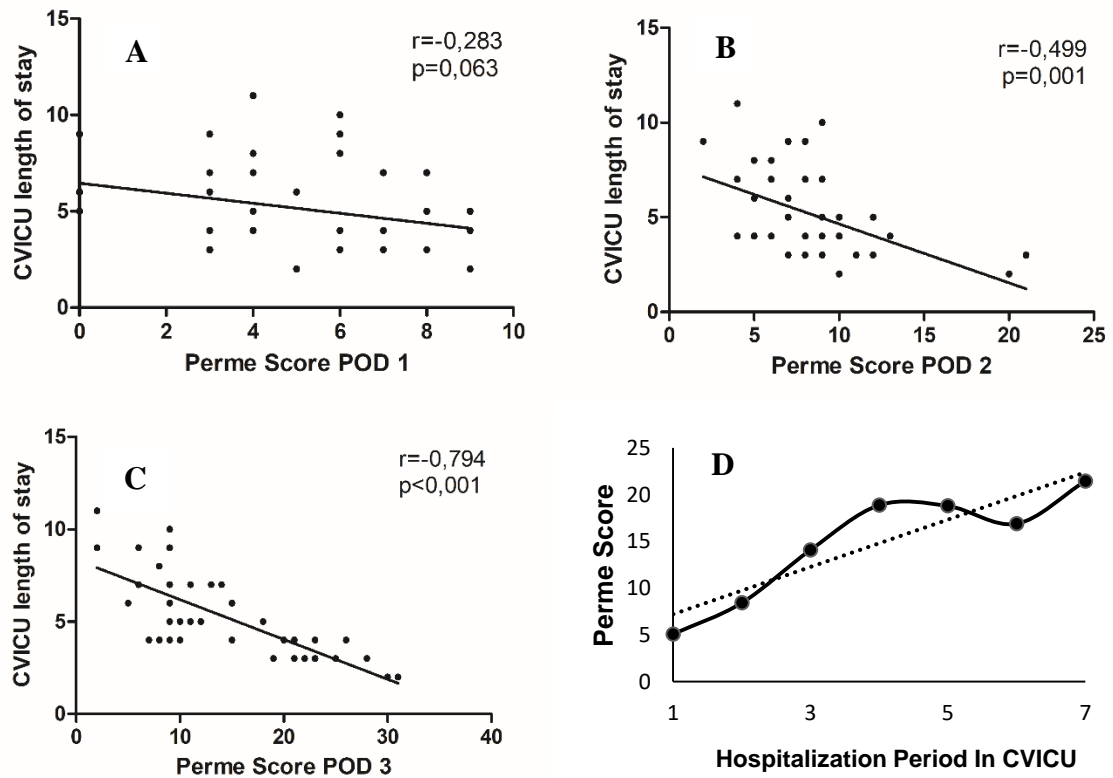 A
r=-0,283
p=0,063
CVICU length of stay
15
10
5
0
0 2 4 6 8 10
Perme Score POD 1
B
r=-0,499
p=0,001
CVICU length of stay
15
10
5
0
0 5 10 15 20 25
Perme Score POD 2
C
r=-0,794
p<0,001
CVICU length of stay
15
10
5
0
0 10 20 30 40
Perme Score POD 3
D
Perme Score
25
20
15
10
5
0
1 3 5 7
Hospitalization Period In CVICU